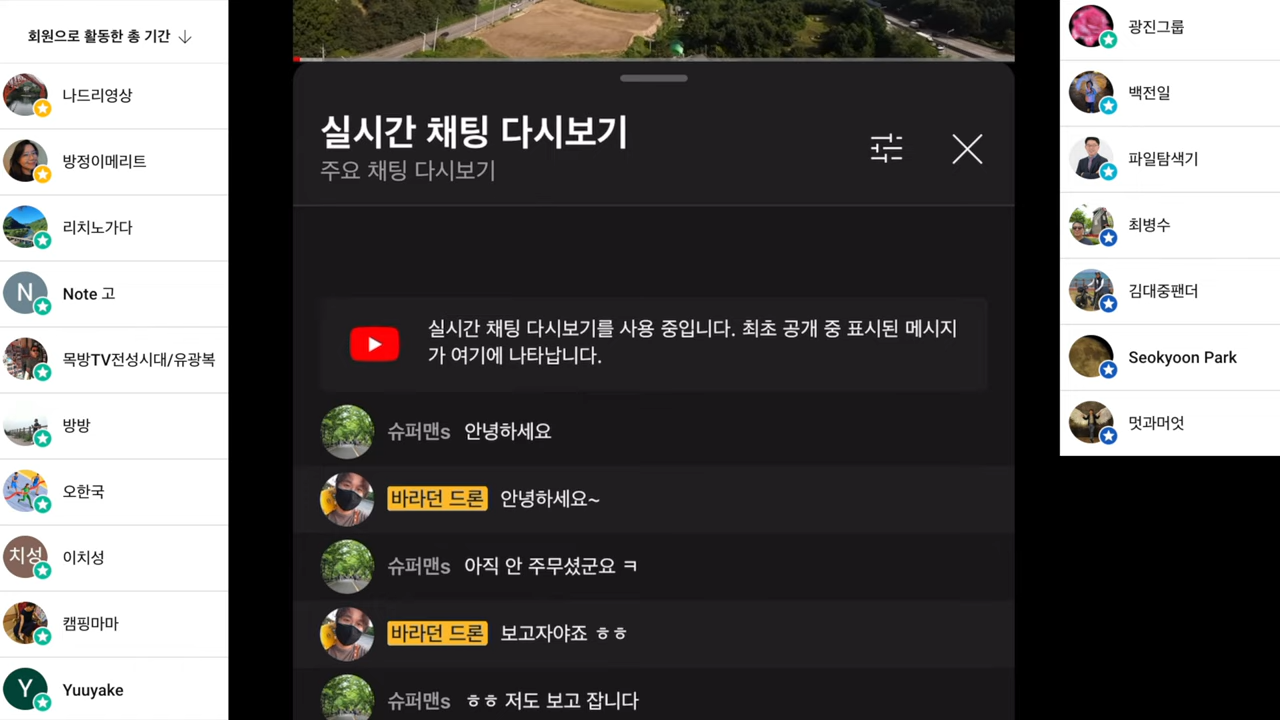 회원으로 활동한 총 기간 ↓
나드리영상
방정이메리트
리치노가다
N
Note 고
목방TV전성시대/유광복
방방
오한국
치성
이치성
캠핑마마
Y
Yuuyake
실시간 채팅 다시보기
주요 채팅 다시보기
실시간 채팅 다시보기를 사용 중입니다. 최초 공개 중 표시된 메시지
가 여기에 나타납니다.
슈퍼맨s 안녕하세요
바라던 드론 안녕하세요~
슈퍼맨s 아직 안 주무셨군요 ㅋ
바라던 드론 보고자야죠 ㅎㅎ
슈퍼맨s ㅎㅎ 저도 보고 잡니다
광진그룹
백전일
파일탐색기
최병수
김대중팬더
Seokyoon Park
멋과머엇